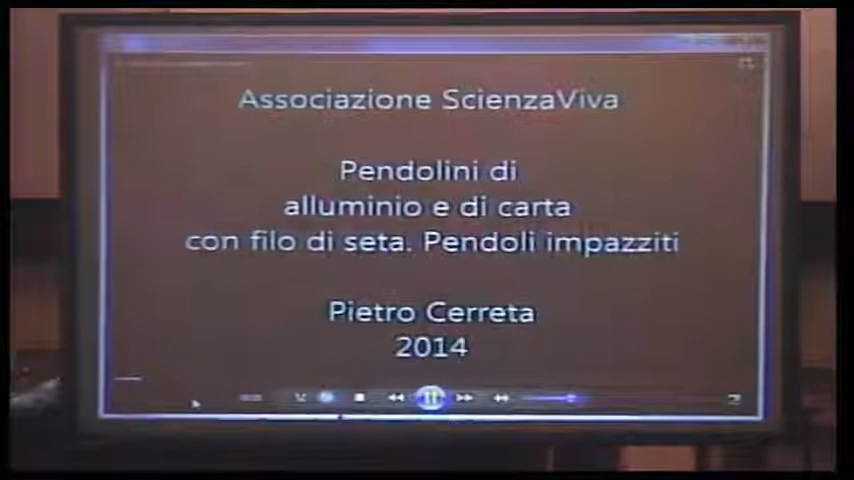 Associazione ScienzaViva
Pendolini di
alluminio e di carta
con filo di seta. Pendoli impazziti
Pietro Cerreta
2014